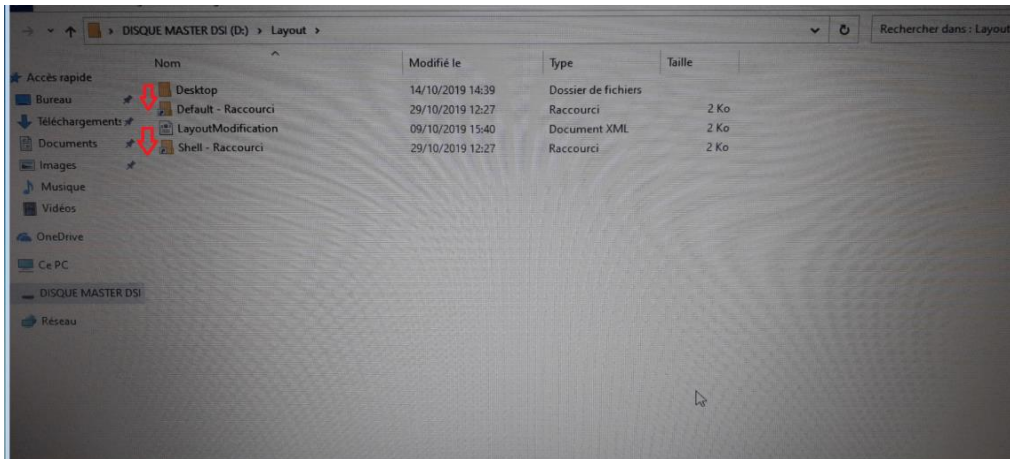 DISQUE MASTER DSI (D:) > Layout >
Rechercher dans : Layout
Nom Modifié le Type Taille
Accès rapide
Bureau
Téléchargements
Documents
Images
Musique
Vidéos
OneDrive
Ce PC
DISQUE MASTER DSI
Réseau
Desktop 14/10/2019 14:39 Dossier de fichiers
Default - Raccourci 29/10/2019 12:27 Raccourci 2 Ko
LayoutModification 09/10/2019 15:40 Document XML 2 Ko
Shell - Raccourci 29/10/2019 12:27 Raccourci 2 Ko